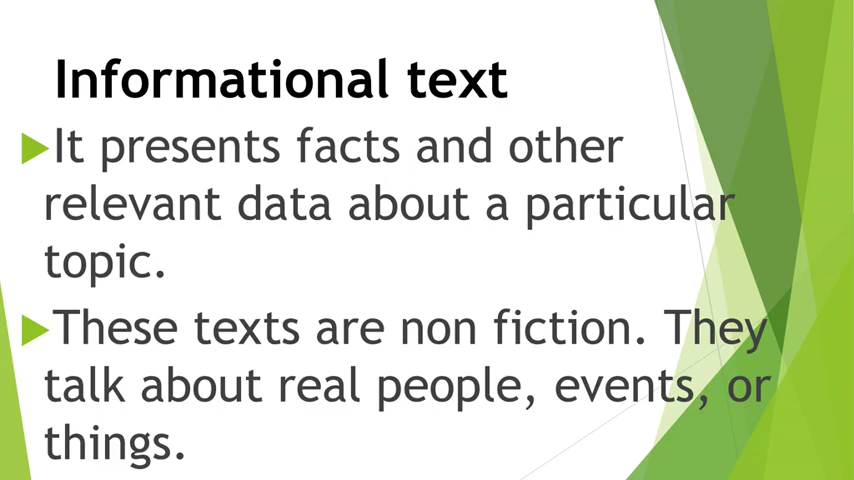 Informational text
It presents facts and other
relevant data about a particular
topic.
These texts are non fiction. They
talk about real people, events, or
things.